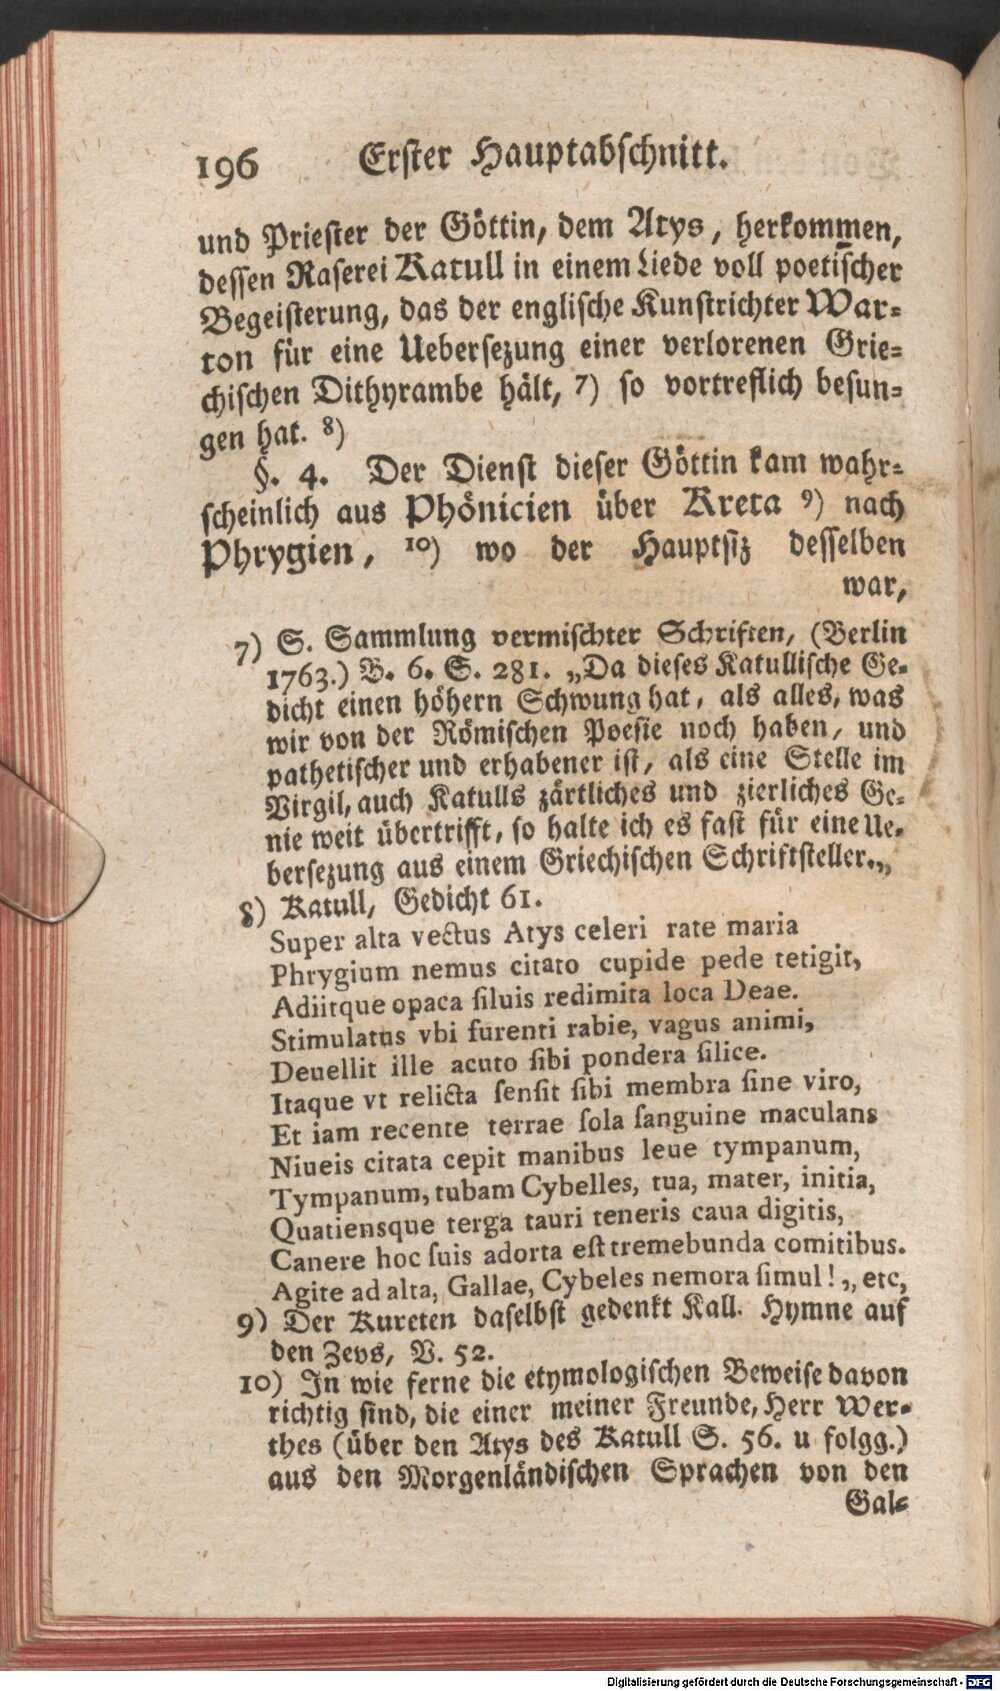 196 Erster Hauptabschnitt.
und Priester der Göttin, dem Atys, herkommen,
dessen Raserei Katull in einem Liede voll poetischer
Begeisterung, das der englische Kunstrichter War-
ton für eine Uebersezung einer verlorenen Grie-
chischen Dithyrambe hält, 7) so vortreflich besun-
gen hat. 8)
§. 4. Der Dienst dieser Göttin kam wahr-
scheinlich aus Phönicien über Kreta 9) nach
Phrygien, 10) wo der Hauptsiz desselben
war,
7) S. Sammlung vermischter Schriften, (Berlin
1763.) B. 6. S. 281. „Da dieses Katullische Ge-
dicht einen höhern Schwung hat, als alles, was
wir von der Römischen Poesie noch haben, und
pathetischer und erhabener ist, als eine Stelle im
Virgil, auch Katulls zärtliches und zierliches Ge-
nie weit übertrifft, so halte ich es fast für eine Ue-
bersezung aus einem Griechischen Schriftsteller.„
8) Katull, Gedicht 61.
Super alta vectus Atys celeri rate maria
Phrygium nemus citato cupide pede tetigit,
Adiitque opaca siluis redimita loca Deae.
Stimulatus vbi furenti rabie, vagus animi,
Deuellit ille acuto sibi pondera silice.
Itaque vt relicta sensit sibi membra sine viro,
Et iam recente terrae sola sanguine maculans
Niueis citata cepit manibus leue tympanum,
Tympanum, tubam Cybelles, tua, mater, initia,
Quatiensque terga tauri teneris caua digitis,
Canere hoc suis adorta est tremebunda comitibus.
Agite ad alta, Gallae, Cybeles nemora simul! „ etc,
9) Der Kureten daselbst gedenkt Kall. Hymne auf
den Zevs, V. 52.
10) In wie ferne die etymologischen Beweise davon
richtig sind, die einer meiner Freunde, Herr Wer-
thes (über den Atys des Katull S. 56. u folgg.)
aus den Morgenländischen Sprachen von den
Gal-
Digitalisierung gefördert durch die Deutsche Forschungsgemeinschaft - DFG